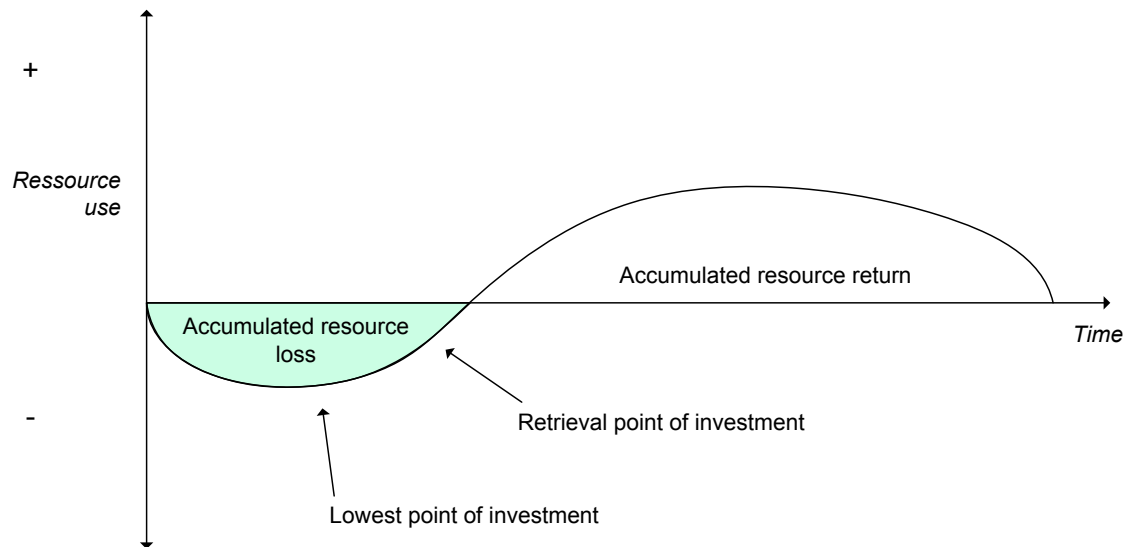 +
Ressource
use
Accumulated resource return
Accumulated resource
loss
Time
-
Retrieval point of investment
Lowest point of investment